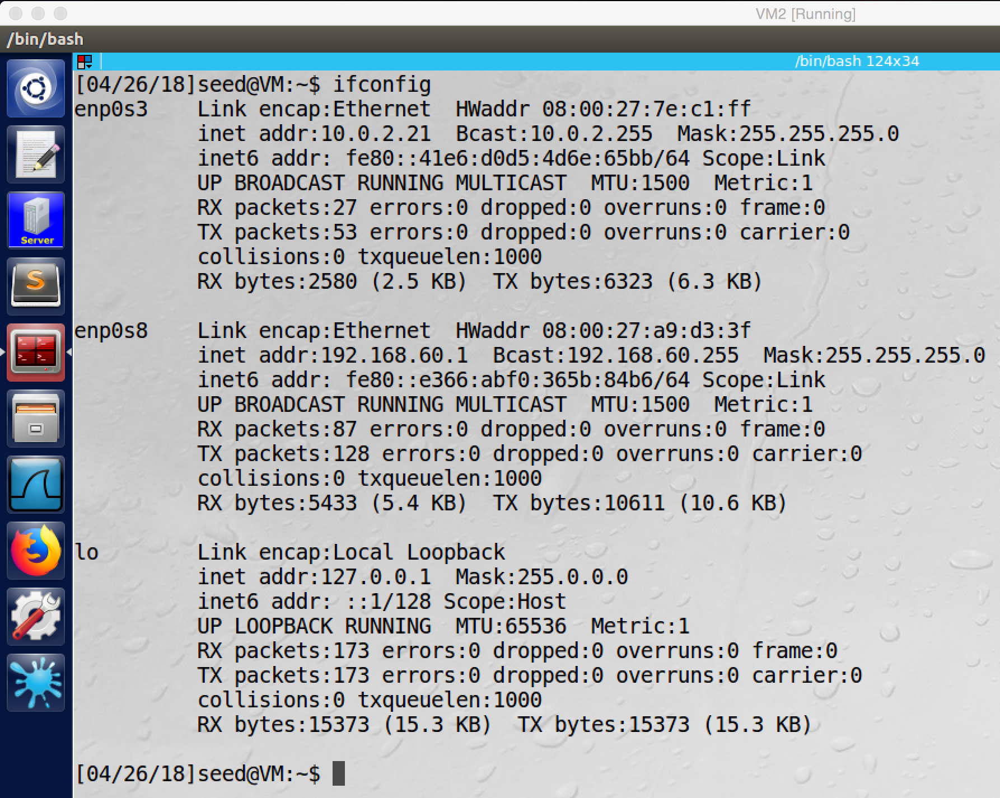 VM2 [Running]
/bin/bash
/bin/bash 124x34
[04/26/18]seed@VM:~$ ifconfig
enp0s3    Link encap:Ethernet  HWaddr 08:00:27:7e:c1:ff
          inet addr:10.0.2.21  Bcast:10.0.2.255  Mask:255.255.255.0
          inet6 addr: fe80::41e6:d0d5:4d6e:65bb/64 Scope:Link
          UP BROADCAST RUNNING MULTICAST  MTU:1500  Metric:1
          RX packets:27 errors:0 dropped:0 overruns:0 frame:0
          TX packets:53 errors:0 dropped:0 overruns:0 carrier:0
          collisions:0 txqueuelen:1000
          RX bytes:2580 (2.5 KB)  TX bytes:6323 (6.3 KB)
enp0s8    Link encap:Ethernet  HWaddr 08:00:27:a9:d3:3f
          inet addr:192.168.60.1  Bcast:192.168.60.255  Mask:255.255.255.0
          inet6 addr: fe80::e366:abf0:365b:84b6/64 Scope:Link
          UP BROADCAST RUNNING MULTICAST  MTU:1500  Metric:1
          RX packets:87 errors:0 dropped:0 overruns:0 frame:0
          TX packets:128 errors:0 dropped:0 overruns:0 carrier:0
          collisions:0 txqueuelen:1000
          RX bytes:5433 (5.4 KB)  TX bytes:10611 (10.6 KB)
lo        Link encap:Local Loopback
          inet addr:127.0.0.1  Mask:255.0.0.0
          inet6 addr: ::1/128 Scope:Host
          UP LOOPBACK RUNNING  MTU:65536  Metric:1
          RX packets:173 errors:0 dropped:0 overruns:0 frame:0
          TX packets:173 errors:0 dropped:0 overruns:0 carrier:0
          collisions:0 txqueuelen:1000
          RX bytes:15373 (15.3 KB)  TX bytes:15373 (15.3 KB)
[04/26/18]seed@VM:~$
Server
S